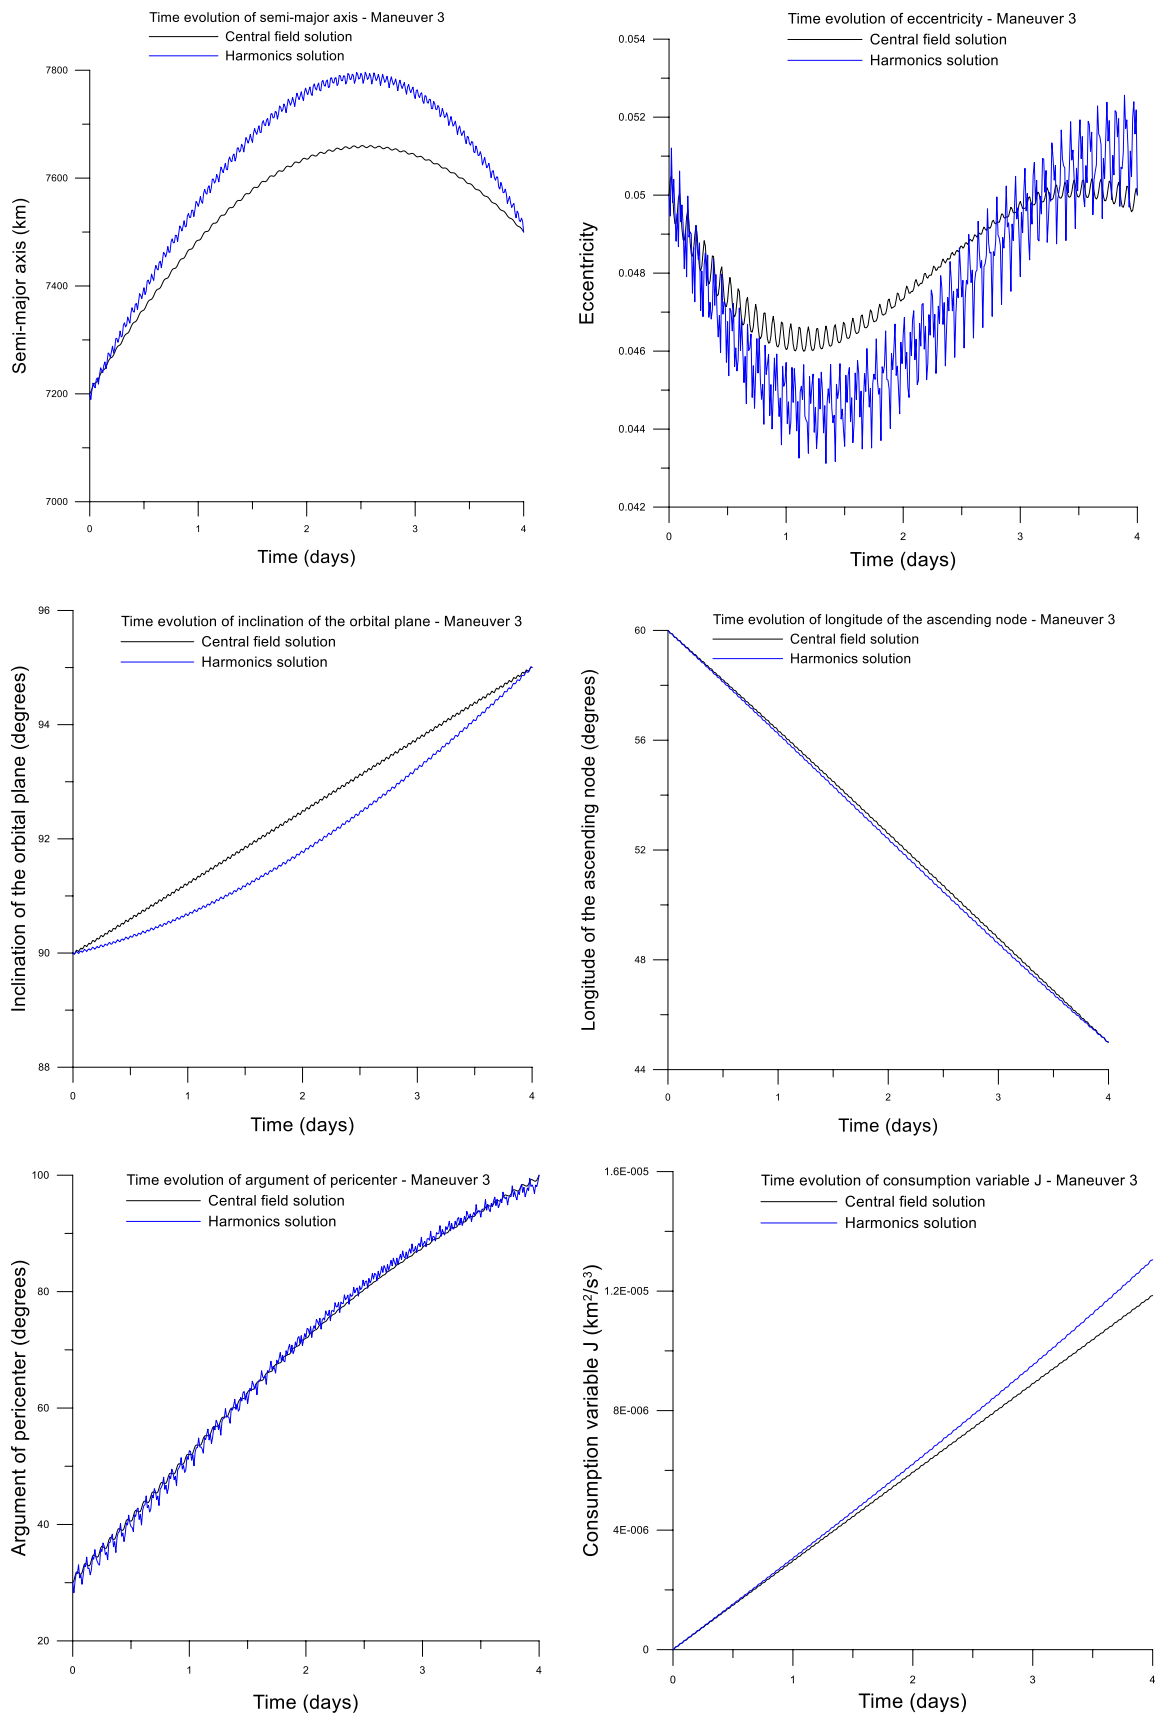 Time evolution of semi-major axis - Maneuver 3
Central field solution
Harmonics solution
7800
7600
7400
7200
7000
Semi-major axis (km)
0 1 2 3 4
Time (days)
Time evolution of eccentricity - Maneuver 3
Central field solution
Harmonics solution
0.054
0.052
0.05
0.048
0.046
0.044
0.042
Eccentricity
0 1 2 3 4
Time (days)
Time evolution of inclination of the orbital plane - Maneuver 3
Central field solution
Harmonics solution
96
94
92
90
88
Inclination of the orbital plane (degrees)
0 1 2 3 4
Time (days)
Time evolution of longitude of the ascending node - Maneuver 3
Central field solution
Harmonics solution
60
56
52
48
44
Longitude of the ascending node (degrees)
0 1 2 3 4
Time (days)
Time evolution of argument of pericenter - Maneuver 3
Central field solution
Harmonics solution
100
80
60
40
20
Argument of pericenter (degrees)
0 1 2 3 4
Time (days)
Time evolution of consumption variable J - Maneuver 3
Central field solution
Harmonics solution
1.6E-005
1.2E-005
8E-006
4E-006
0
Consumption variable J (km²/s³)
0 1 2 3 4
Time (days)